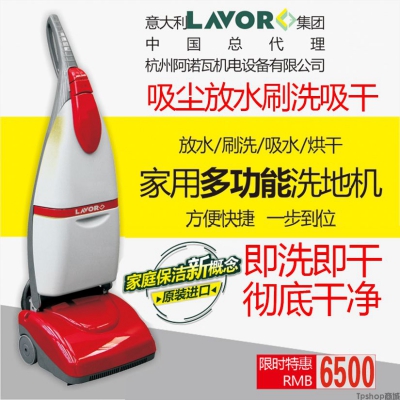 意大利LAVOR集团
中国总代理
杭州阿诺瓦机电设备有限公司
吸尘放水刷洗吸干
放水/刷洗/吸水/烘干
家用多功能洗地机
方便快捷 一步到位
LAVOR
家庭保洁新概念
原装进口
即洗即干
彻底干净
限时特惠
RMB 6500
Tpshop商城